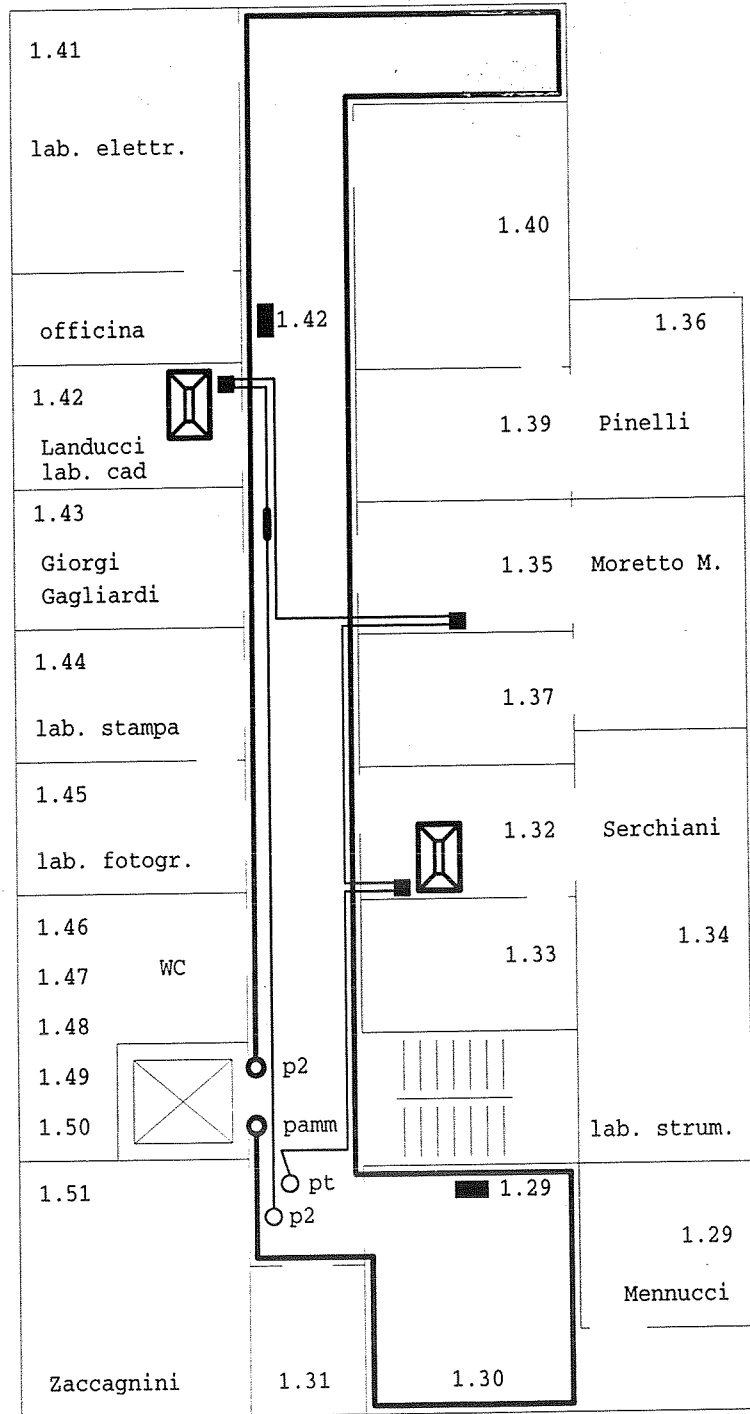 1.41
lab. elettr.
1.40
officina
1.42
1.36
1.42
Landucci
lab. cad
1.39
Pinelli
1.43
Giorgi
Gagliardi
1.35
Moretto M.
1.44
lab. stampa
1.37
1.45
lab. fotogr.
1.32
Serchiani
1.46
WC
1.47
1.48
1.49
1.50
1.33
1.34
p2
pamm
lab. strum.
1.51
pt
p2
1.29
1.29
Mennucci
Zaccagnini
1.31
1.30